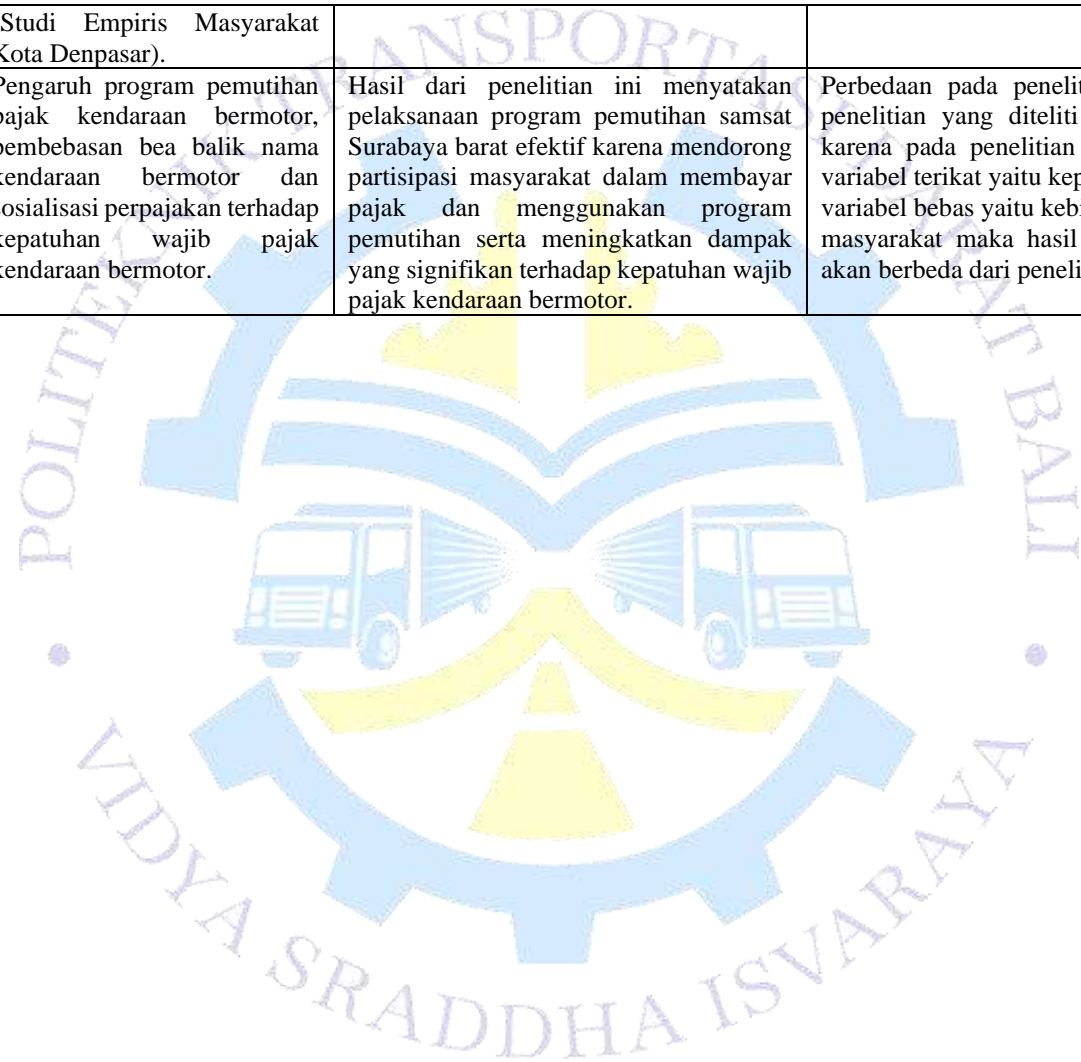 Studi Empiris Masyarakat
Kota Denpasar).
Pengaruh program pemutihan
pajak kendaraan bermotor,
pembebasan bea balik nama
kendaraan bermotor dan
sosialisasi perpajakan terhadap
kepatuhan wajib pajak
kendaraan bermotor.
Hasil dari penelitian ini menyatakan
pelaksanaan program pemutihan samsat
Surabaya barat efektif karena mendorong
partisipasi masyarakat dalam membayar
pajak dan menggunakan program
pemutihan serta meningkatkan dampak
yang signifikan terhadap kepatuhan wajib
pajak kendaraan bermotor.
Perbedaan pada penelit
penelitian yang diteliti
karena pada penelitian
variabel terikat yaitu kep
variabel bebas yaitu kebi
masyarakat maka hasil
akan berbeda dari peneli
POLITEKNIK TRANSPORTASI DARAT BALI
VIDYA SRADDHA ISVARAYA